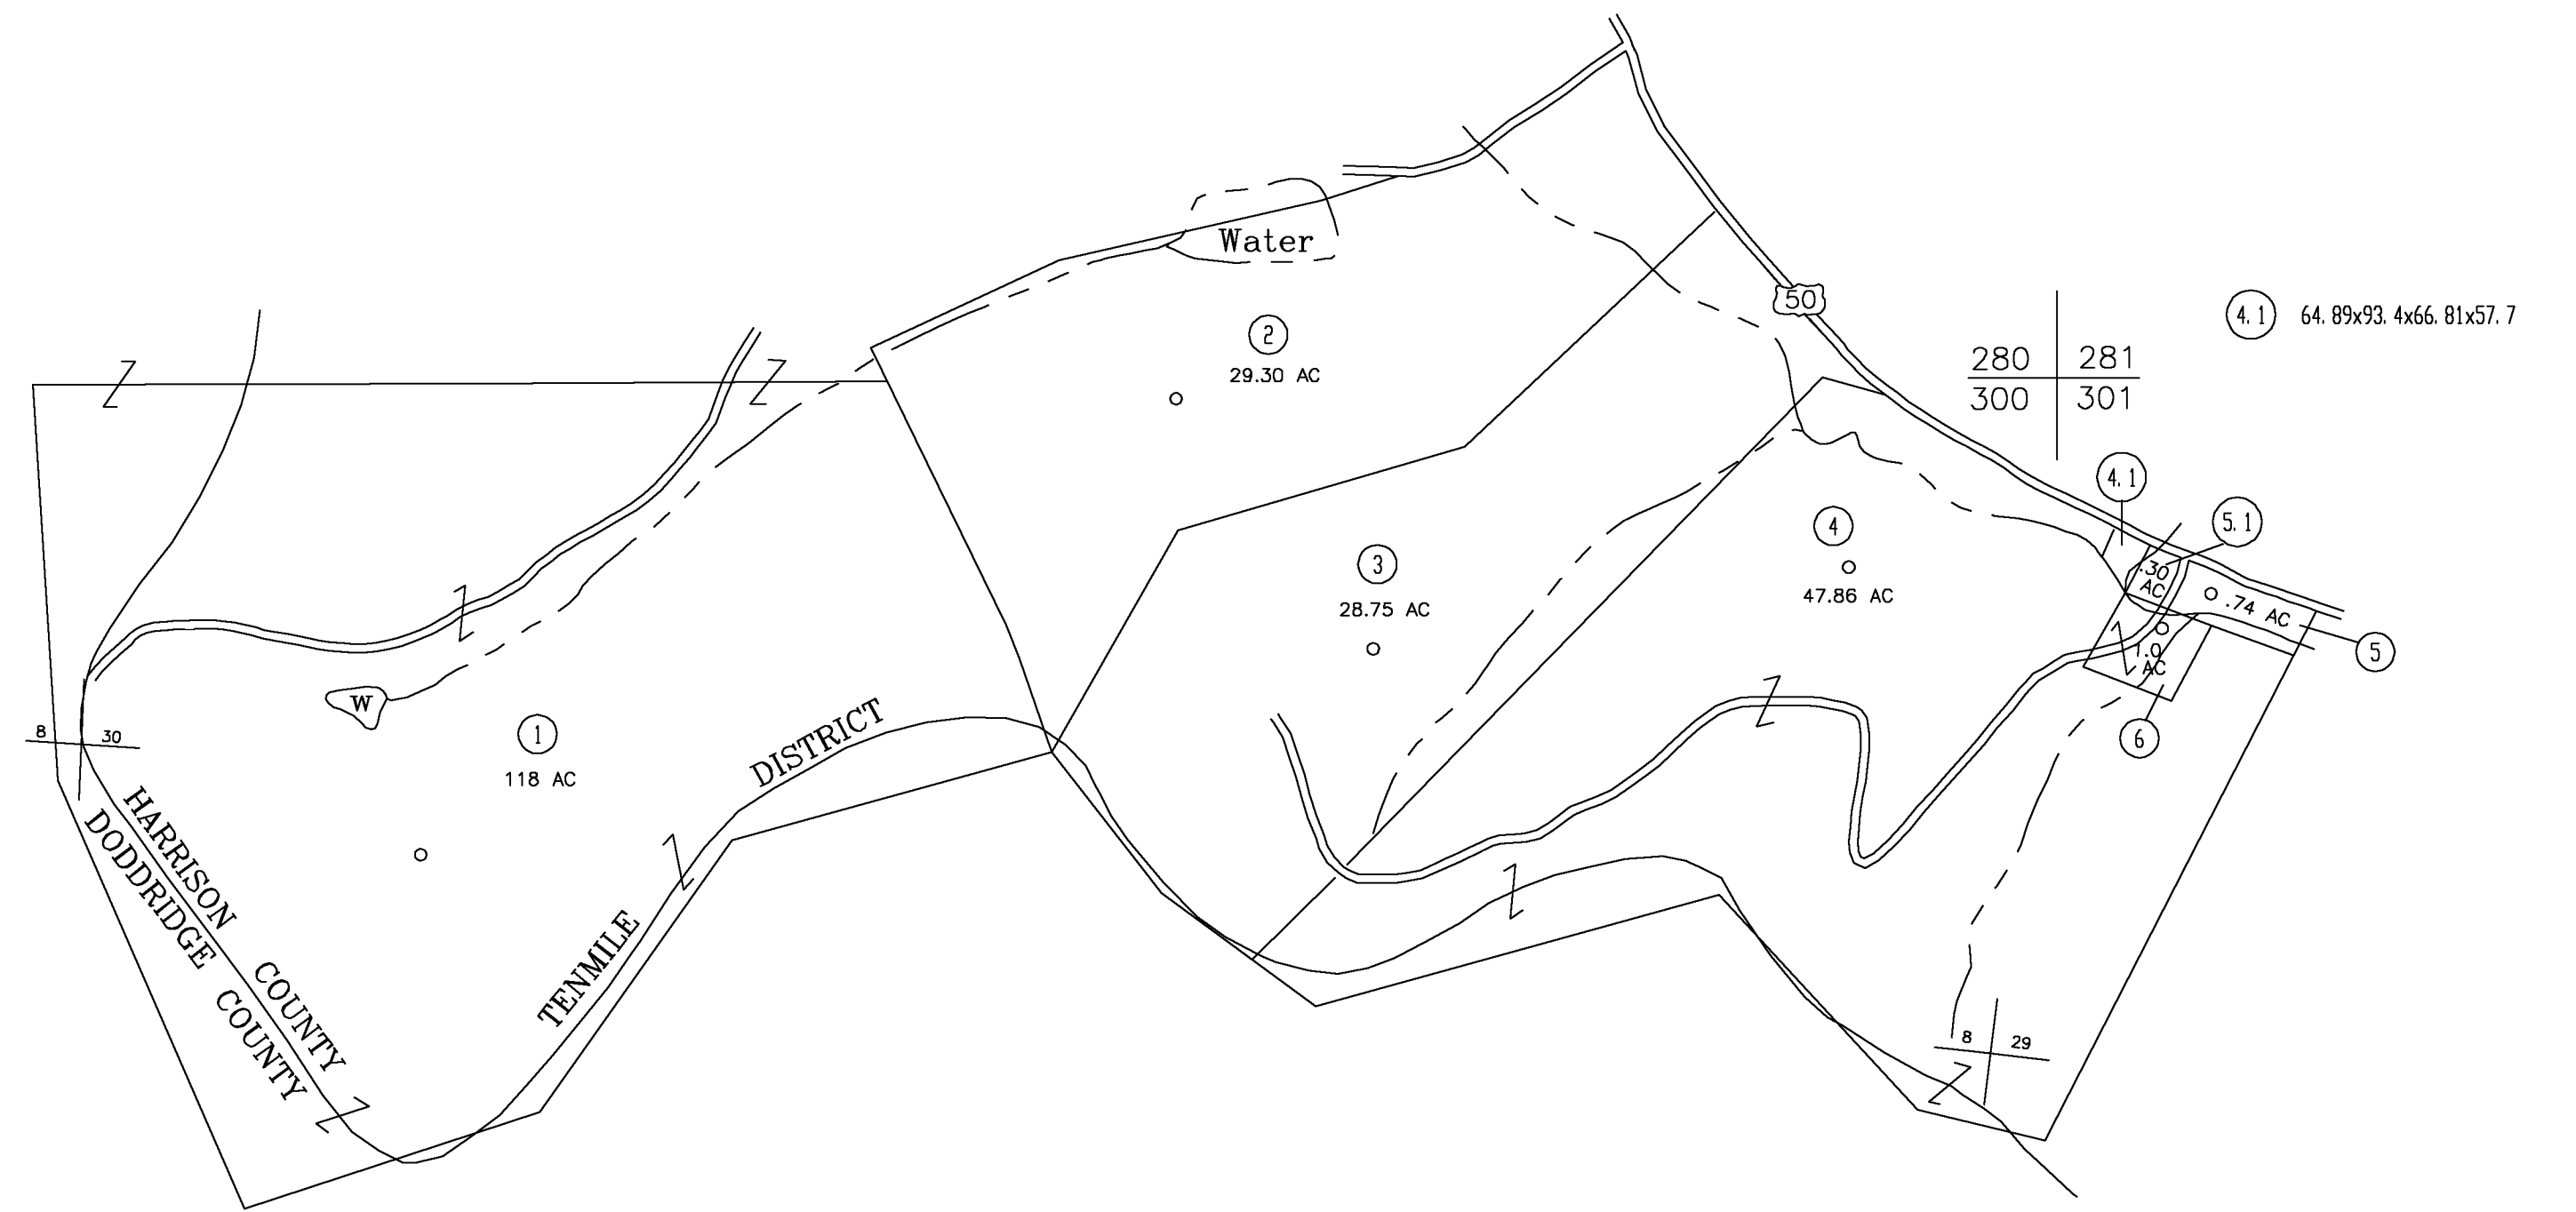 50
280
281
300
301
4.1
64.89x93.4x66.81x57.7
Water
2
29.30 AC
4.1
5.1
4
47.86 AC
3
28.75 AC
.30
AC
.74 AC
5
1.0
AC
6
W
1
118 AC
8
30
DISTRICT
TENMILE
HARRISON COUNTY
DODDRIDGE COUNTY
8
29